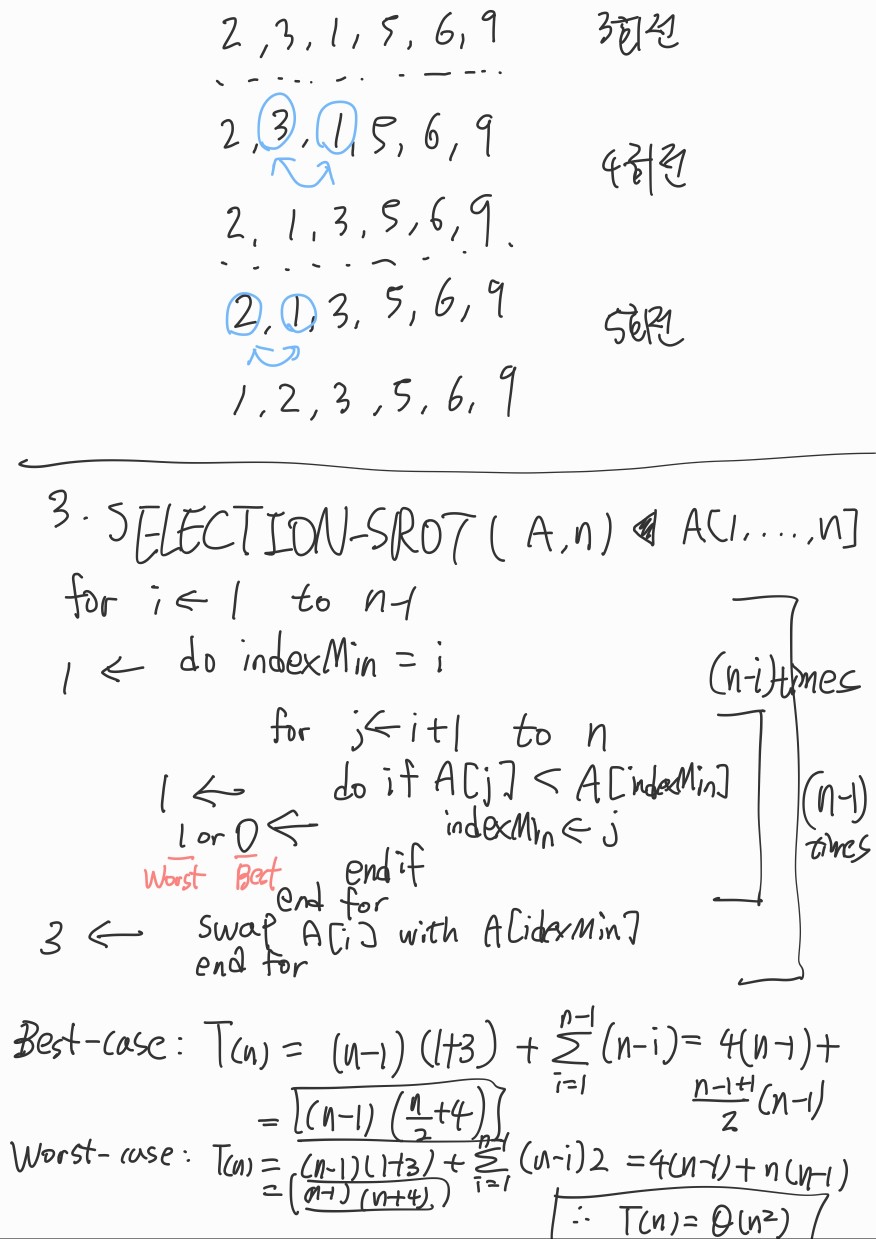 2, 3, 1, 5, 6, 9 3회전
2, 3, 1, 5, 6, 9
4회전
2, 1, 3, 5, 6, 9
2, 1, 3, 5, 6, 9
5회전
1, 2, 3, 5, 6, 9
3. SELECTION-SROT ( A, n ) ◀ A[1, ...., n]
for i ← 1 to n-1
1 ← do indexMin = i
(n-i)times
for j ← i+1 to n
1 ← do if A[j] < A[indexMin]
(n-1) times
1 or 0 ← indexMin ← j
Worst Best
endif
end for
3 ← swap A[i] with A[idexMin]
end for
Best-case: T(n) = (n-1) (1+3) + \sum_{i=1}^{n-1} (n-i) = 4(n-1) + \frac{n-1+1}{2} (n-1)
= (n-1) (\frac{n}{2}+4)
Worst-case: T(n) = (n-1)(1+3) + \sum_{i=1}^{n-1} (n-i)2 = 4(n-1) + n(n-1)
= (n-1) (n+4)
∴ T(n) = Θ(n²)